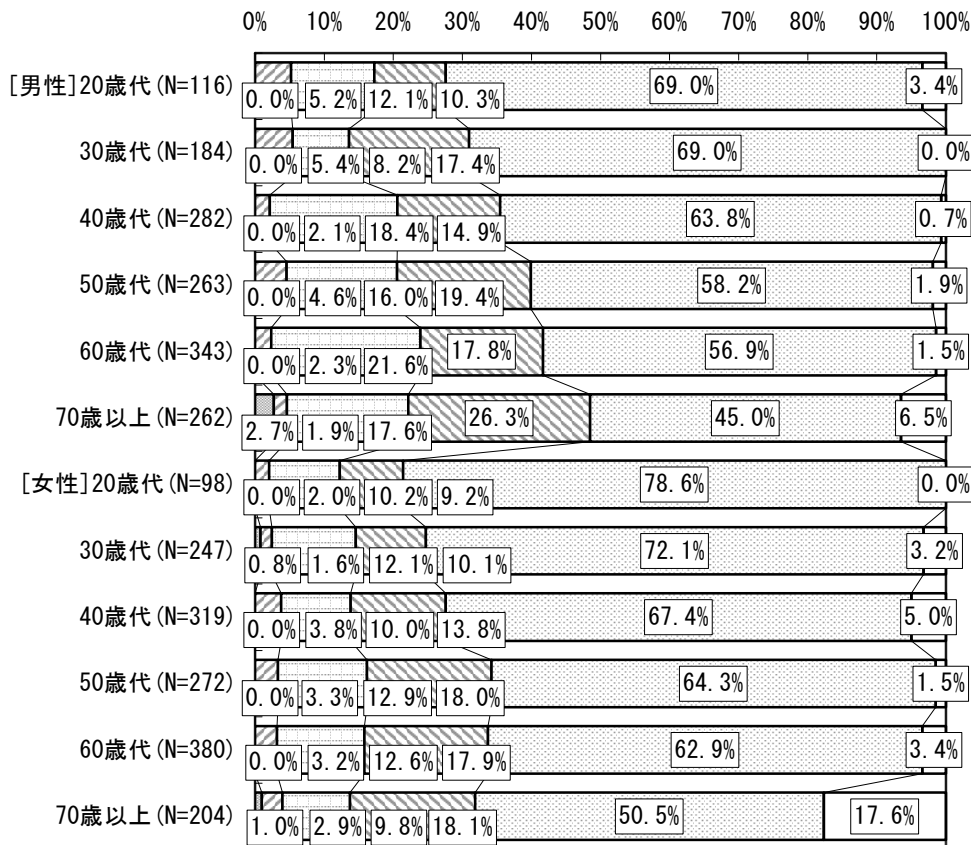 0% 10% 20% 30% 40% 50% 60% 70% 80% 90% 100%
[男性]20歳代(N=116) 0.0% 5.2% 12.1% 10.3% 69.0% 3.4%
30歳代(N=184) 0.0% 5.4% 8.2% 17.4% 69.0% 0.0%
40歳代(N=282) 0.0% 2.1% 18.4% 14.9% 63.8% 0.7%
50歳代(N=263) 0.0% 4.6% 16.0% 19.4% 58.2% 1.9%
60歳代(N=343) 0.0% 2.3% 21.6% 17.8% 56.9% 1.5%
70歳以上(N=262) 2.7% 1.9% 17.6% 26.3% 45.0% 6.5%
[女性]20歳代(N=98) 0.0% 2.0% 10.2% 9.2% 78.6% 0.0%
30歳代(N=247) 0.8% 1.6% 12.1% 10.1% 72.1% 3.2%
40歳代(N=319) 0.0% 3.8% 10.0% 13.8% 67.4% 5.0%
50歳代(N=272) 0.0% 3.3% 12.9% 18.0% 64.3% 1.5%
60歳代(N=380) 0.0% 3.2% 12.6% 17.9% 62.9% 3.4%
70歳以上(N=204) 1.0% 2.9% 9.8% 18.1% 50.5% 17.6%